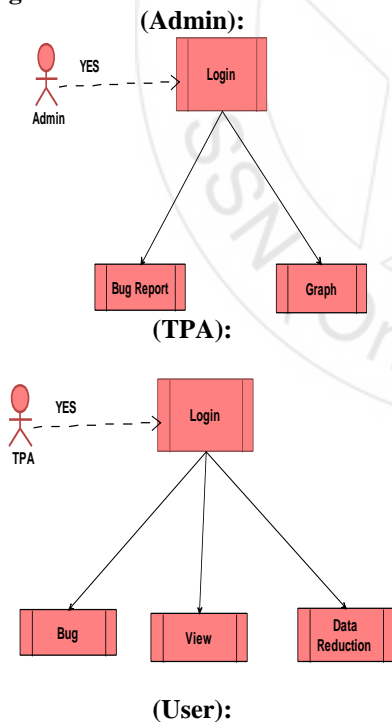 (Admin):
YES
Login
Admin
Bug Report
Graph
(TPA):
YES
Login
TPA
Bug
View
Data
Reduction
(User):